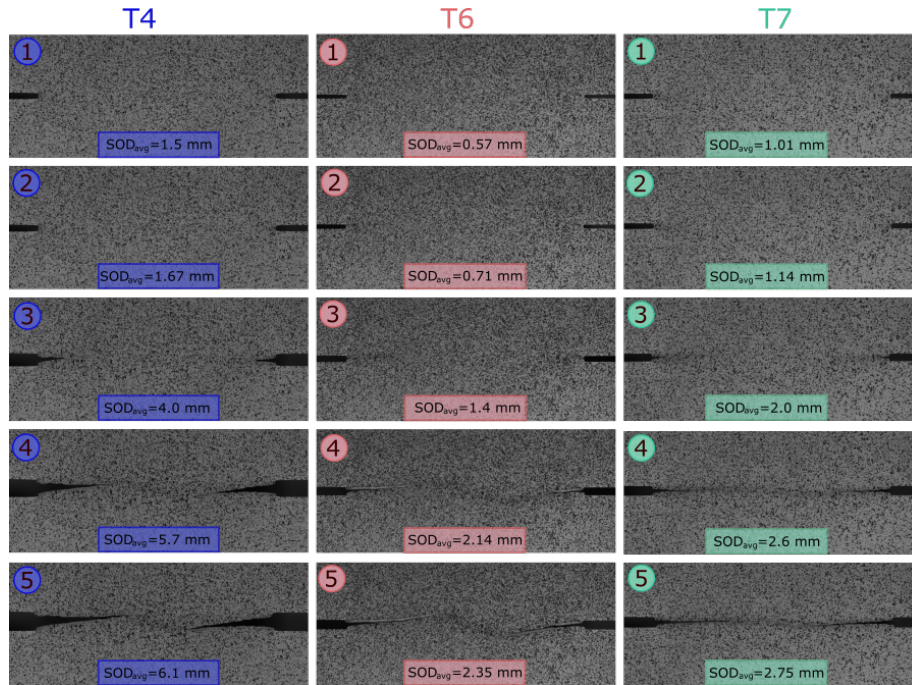 T4 T6 T7
1 1 1
SODavg=1.5 mm SODavg=0.57 mm SODavg=1.01 mm
2 2 2
SODavg=1.67 mm SODavg=0.71 mm SODavg=1.14 mm
3 3 3
SODavg=4.0 mm SODavg=1.4 mm SODavg=2.0 mm
4 4 4
SODavg=5.7 mm SODavg=2.14 mm SODavg=2.6 mm
5 5 5
SODavg=6.1 mm SODavg=2.35 mm SODavg=2.75 mm